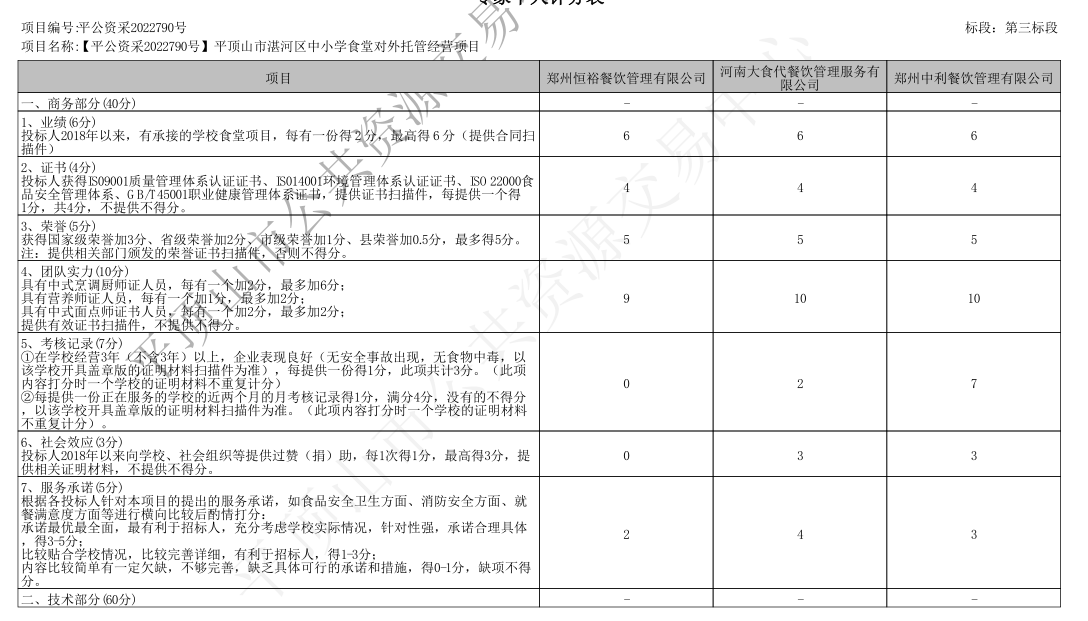 专家个人评分表
项目编号:平公资采2022790号
标段：第三标段
项目名称:【平公资采2022790号】平顶山市湛河区中小学食堂对外托管经营项目
项目
郑州恒裕餐饮管理有限公司
河南大食代餐饮管理服务有
限公司
郑州中利餐饮管理有限公司
一、商务部分(40分)
-
-
-
1、业绩(6分)
投标人2018年以来，有承接的学校食堂项目，每有一份得2分，最高得6分（提供合同扫
描件）
6
6
6
2、证书(4分)
投标人获得ISO9001质量管理体系认证证书、ISO14001环境管理体系认证证书、ISO 22000食
品安全管理体系、GB/T45001职业健康管理体系证书，提供证书扫描件，每提供一个得
1分，共4分，不提供不得分。
4
4
4
3、荣誉(5分)
获得国家级荣誉加3分、省级荣誉加2分、市级荣誉加1分、县荣誉加0.5分，最多得5分。
注：提供相关部门颁发的荣誉证书扫描件，否则不得分。
5
5
5
4、团队实力(10分)
具有中式烹调厨师证人员，每有一个加2分，最多加6分；
具有营养师证人员，每有一个加1分，最多加2分；
具有中式面点师证书人员，每有一个加2分，最多加2分；
提供有效证书扫描件，不提供不得分。
9
10
10
5、考核记录(7分)
①在学校经营3年（不含3年）以上，企业表现良好（无安全事故出现，无食物中毒，以
该学校开具盖章版的证明材料扫描件为准），每提供一份得1分，此项共计3分。（此项
内容打分时一个学校的证明材料不重复计分）
②每提供一份正在服务的学校的近两个月的月考核记录得1分，满分4分，没有的不得分
，以该学校开具盖章版的证明材料扫描件为准。（此项内容打分时一个学校的证明材料
不重复计分）。
0
2
7
6、社会效应(3分)
投标人2018年以来向学校、社会组织等提供过赞（捐）助，每1次得1分，最高得3分，提
供相关证明材料，不提供不得分。
0
3
3
7、服务承诺(5分)
根据各投标人针对本项目的提出的服务承诺，如食品安全卫生方面、消防安全方面、就
餐满意度方面等进行横向比较后酌情打分：
承诺最优最全面，最有利于招标人，充分考虑学校实际情况，针对性强，承诺合理具体
，得3-5分；
比较贴合学校情况，比较完善详细，有利于招标人，得1-3分；
内容比较简单有一定欠缺，不够完善，缺乏具体可行的承诺和措施，得0-1分，缺项不得
分。
2
4
3
二、技术部分(60分)
-
-
-
平顶山市公共资源交易
平顶山市公共资源交易中心